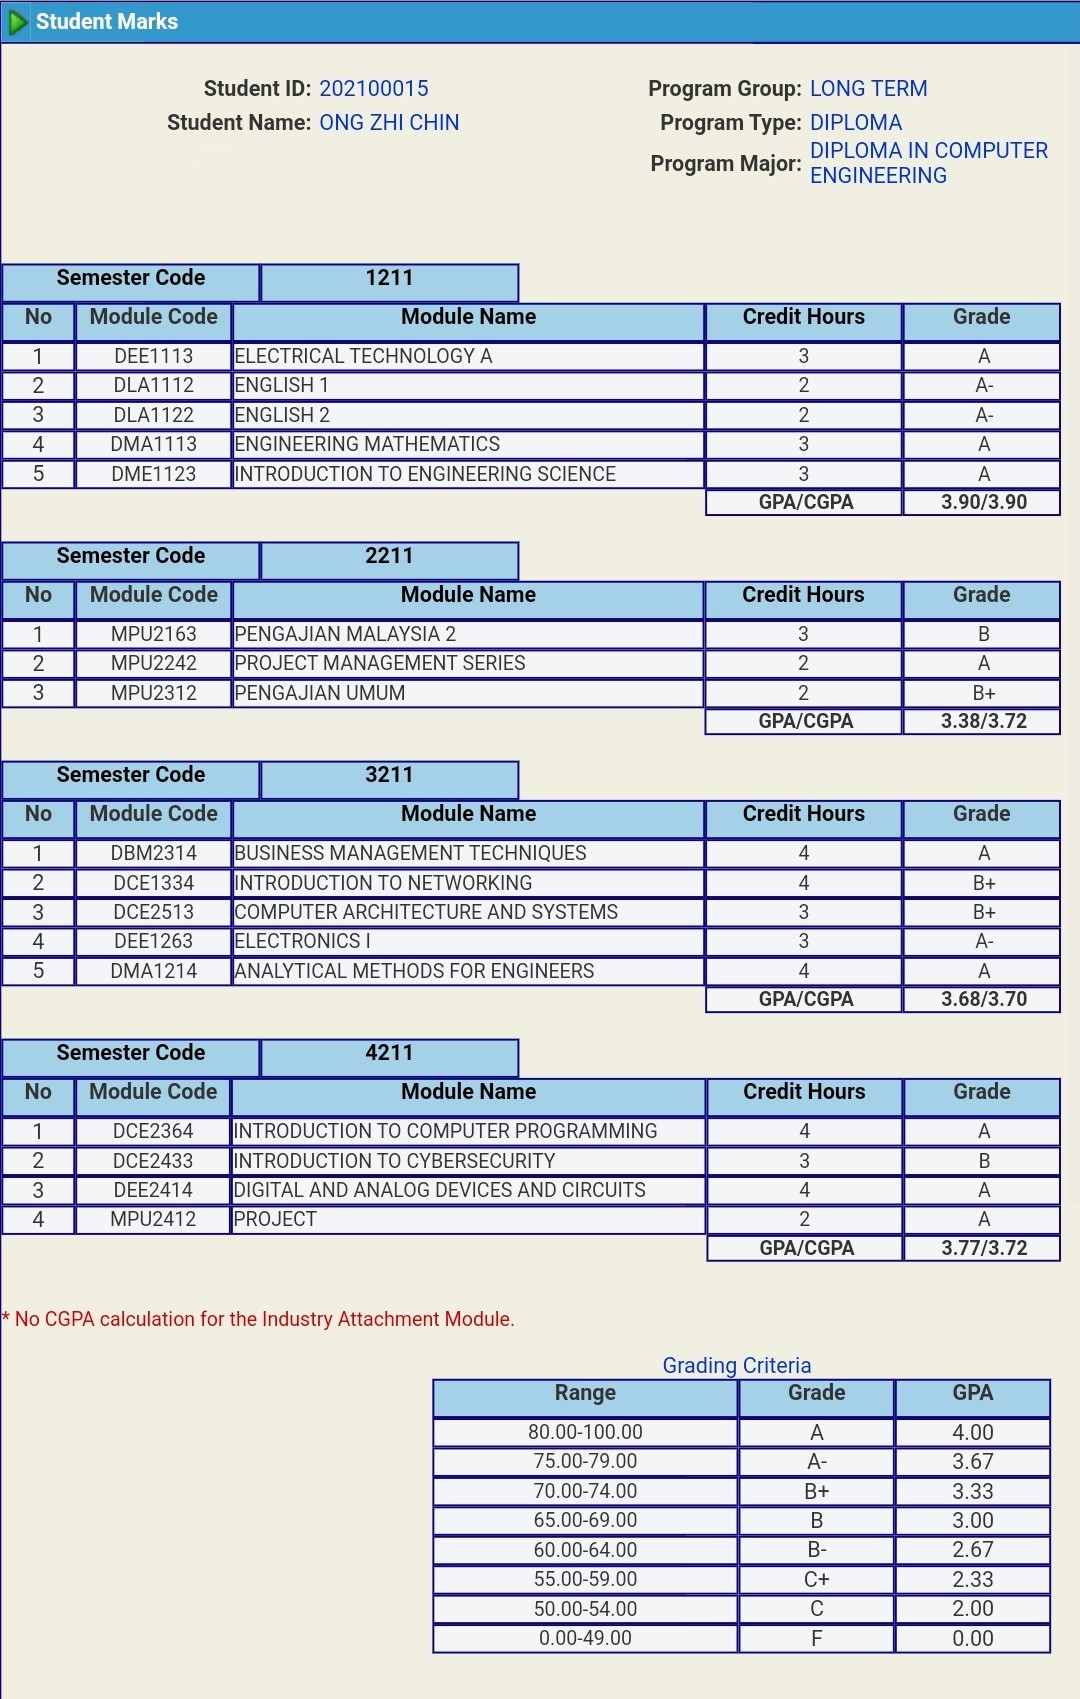 Student Marks
Student ID: 202100015 Program Group: LONG TERM
Student Name: ONG ZHI CHIN Program Type: DIPLOMA
Program Major: DIPLOMA IN COMPUTER ENGINEERING
Semester Code 1211
No Module Code Module Name Credit Hours Grade
1 DEE1113 ELECTRICAL TECHNOLOGY A 3 A
2 DLA1112 ENGLISH 1 2 A-
3 DLA1122 ENGLISH 2 2 A-
4 DMA1113 ENGINEERING MATHEMATICS 3 A
5 DME1123 INTRODUCTION TO ENGINEERING SCIENCE 3 A
GPA/CGPA 3.90/3.90
Semester Code 2211
No Module Code Module Name Credit Hours Grade
1 MPU2163 PENGAJIAN MALAYSIA 2 3 B
2 MPU2242 PROJECT MANAGEMENT SERIES 2 A
3 MPU2312 PENGAJIAN UMUM 2 B+
GPA/CGPA 3.38/3.72
Semester Code 3211
No Module Code Module Name Credit Hours Grade
1 DBM2314 BUSINESS MANAGEMENT TECHNIQUES 4 A
2 DCE1334 INTRODUCTION TO NETWORKING 4 B+
3 DCE2513 COMPUTER ARCHITECTURE AND SYSTEMS 3 B+
4 DEE1263 ELECTRONICS I 3 A-
5 DMA1214 ANALYTICAL METHODS FOR ENGINEERS 4 A
GPA/CGPA 3.68/3.70
Semester Code 4211
No Module Code Module Name Credit Hours Grade
1 DCE2364 INTRODUCTION TO COMPUTER PROGRAMMING 4 A
2 DCE2433 INTRODUCTION TO CYBERSECURITY 3 B
3 DEE2414 DIGITAL AND ANALOG DEVICES AND CIRCUITS 4 A
4 MPU2412 PROJECT 2 A
GPA/CGPA 3.77/3.72
* No CGPA calculation for the Industry Attachment Module.
Grading Criteria
Range Grade GPA
80.00-100.00 A 4.00
75.00-79.00 A- 3.67
70.00-74.00 B+ 3.33
65.00-69.00 B 3.00
60.00-64.00 B- 2.67
55.00-59.00 C+ 2.33
50.00-54.00 C 2.00
0.00-49.00 F 0.00